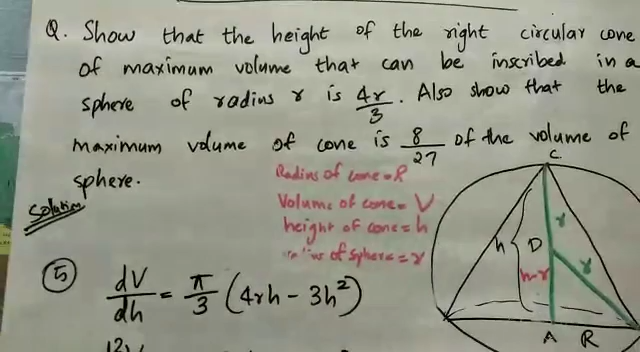 Q. Show that the height of the right circular cone
of maximum volume that can be inscribed in a
sphere of radius r is 4r/3. Also show that the
maximum volume of cone is 8/27 of the volume of
sphere.
Solution
Radius of cone = R
Volume of cone = V
height of cone = h
of sphere = r
C
r
h
D
h-r
r
A
R
5
dV/dh = π/3 (4rh - 3h²)